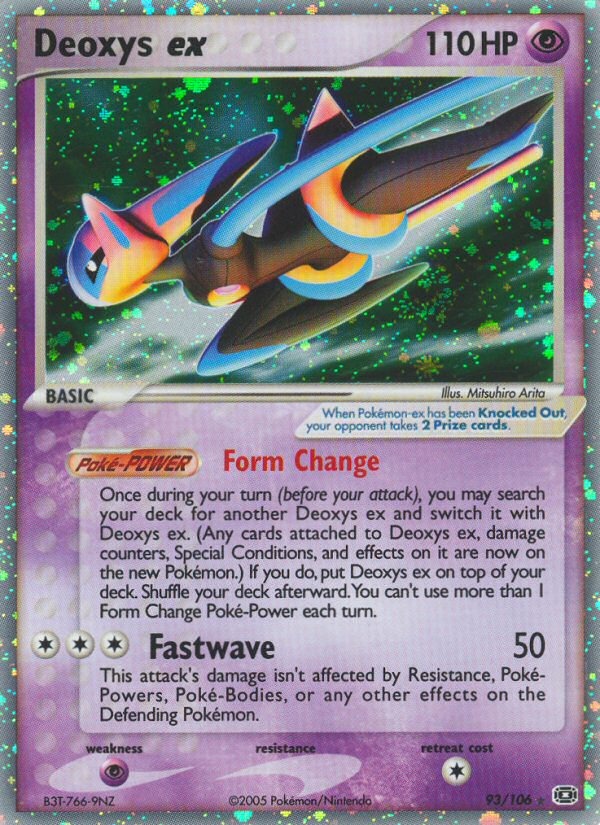 Deoxys ex 110 HP
BASIC
Illus. Mitsuhiro Arita
When Pokémon-ex has been Knocked Out,
your opponent takes 2 Prize cards.
Poké-POWER Form Change
Once during your turn (before your attack), you may search
your deck for another Deoxys ex and switch it with
Deoxys ex. (Any cards attached to Deoxys ex, damage
counters, Special Conditions, and effects on it are now on
the new Pokémon.) If you do, put Deoxys ex on top of your
deck. Shuffle your deck afterward. You can't use more than 1
Form Change Poké-Power each turn.
Fastwave 50
This attack's damage isn't affected by Resistance, Poké-
Powers, Poké-Bodies, or any other effects on the
Defending Pokémon.
weakness resistance retreat cost
B3T-766-9NZ ©2005 Pokémon/Nintendo 93/106